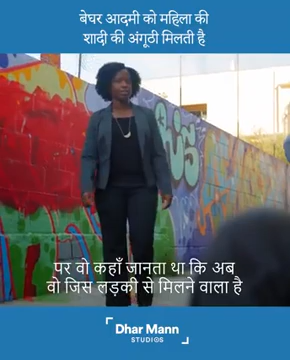 बेघर आदमी को महिला की
शादी की अंगूठी मिलती है
पर वो कहाँ जानता था कि अब
वो जिस लड़की से मिलने वाला है
Dhar Mann
STUDIOS